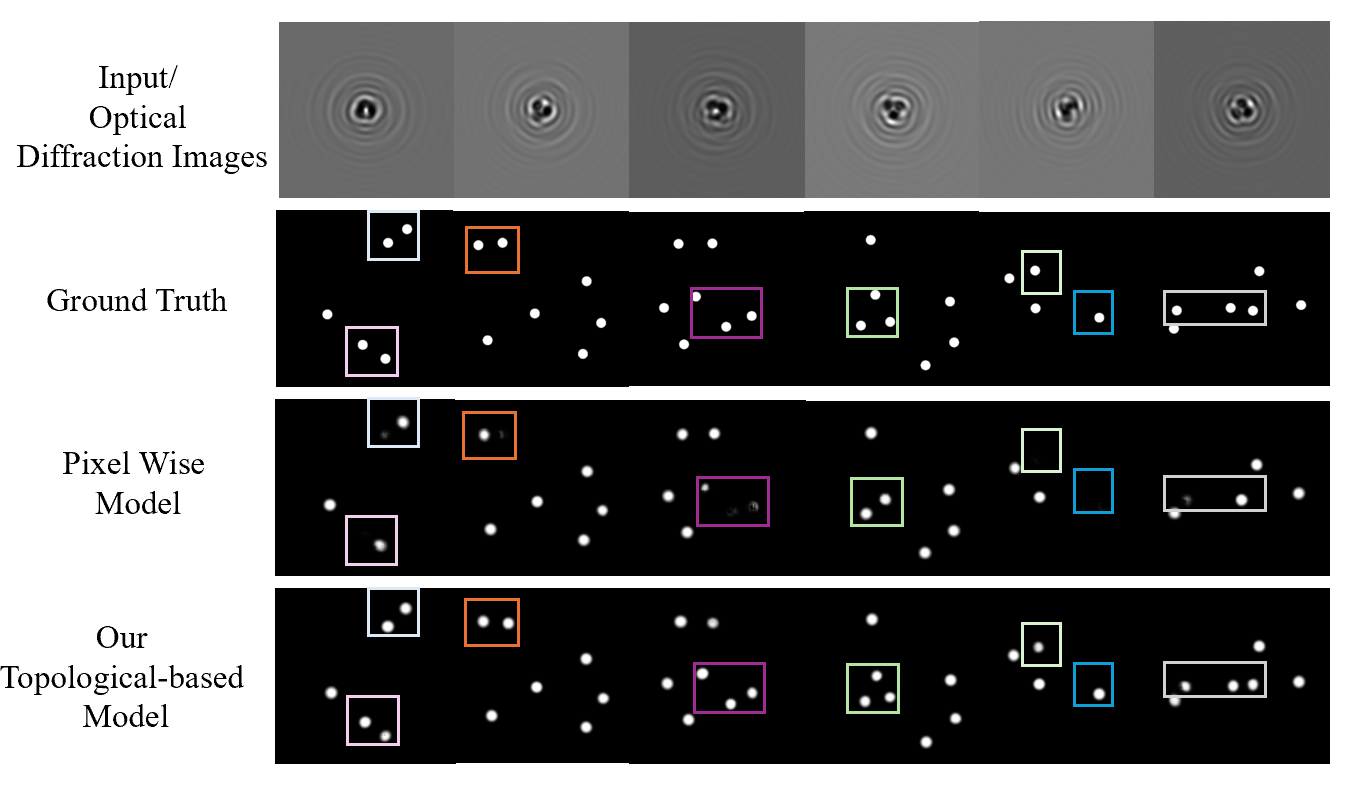 Input/
Optical
Diffraction Images
Ground Truth
Pixel Wise
Model
Our
Topological-based
Model